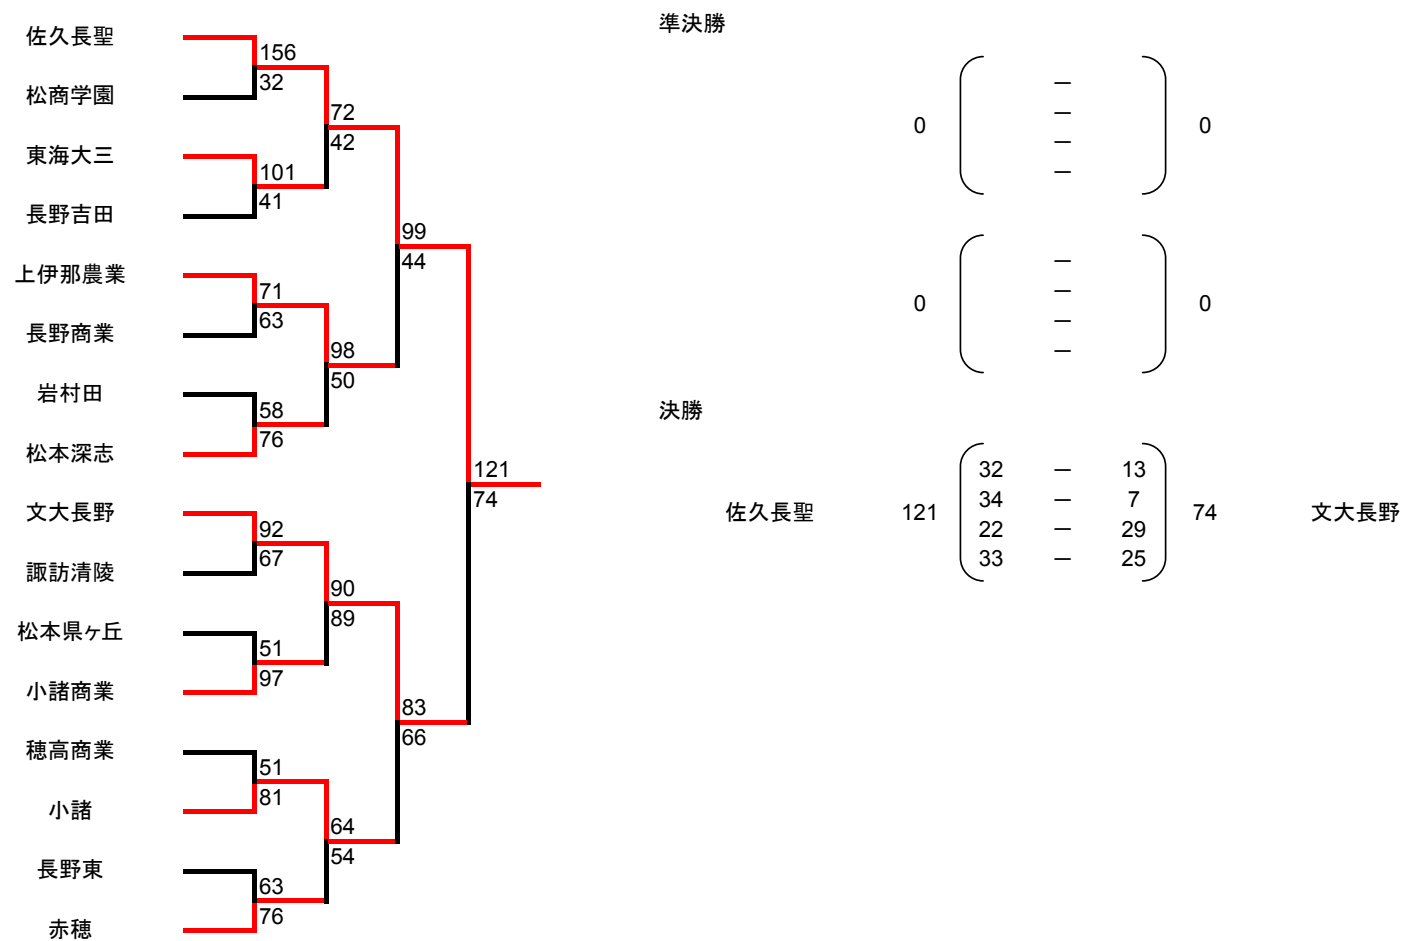 佐久長聖
156
32
松商学園
72
42
東海大三
101
41
長野吉田
99
44
上伊那農業
71
63
長野商業
98
50
岩村田
58
76
松本深志
121
74
文大長野
92
67
諏訪清陵
90
89
松本県ヶ丘
51
97
小諸商業
83
66
穂高商業
51
81
小諸
64
54
長野東
63
76
赤穂
準決勝
0 0
—
—
—
—
0 0
—
—
—
—
決勝
佐久長聖 121 74 文大長野
32 — 13
34 — 7
22 — 29
33 — 25